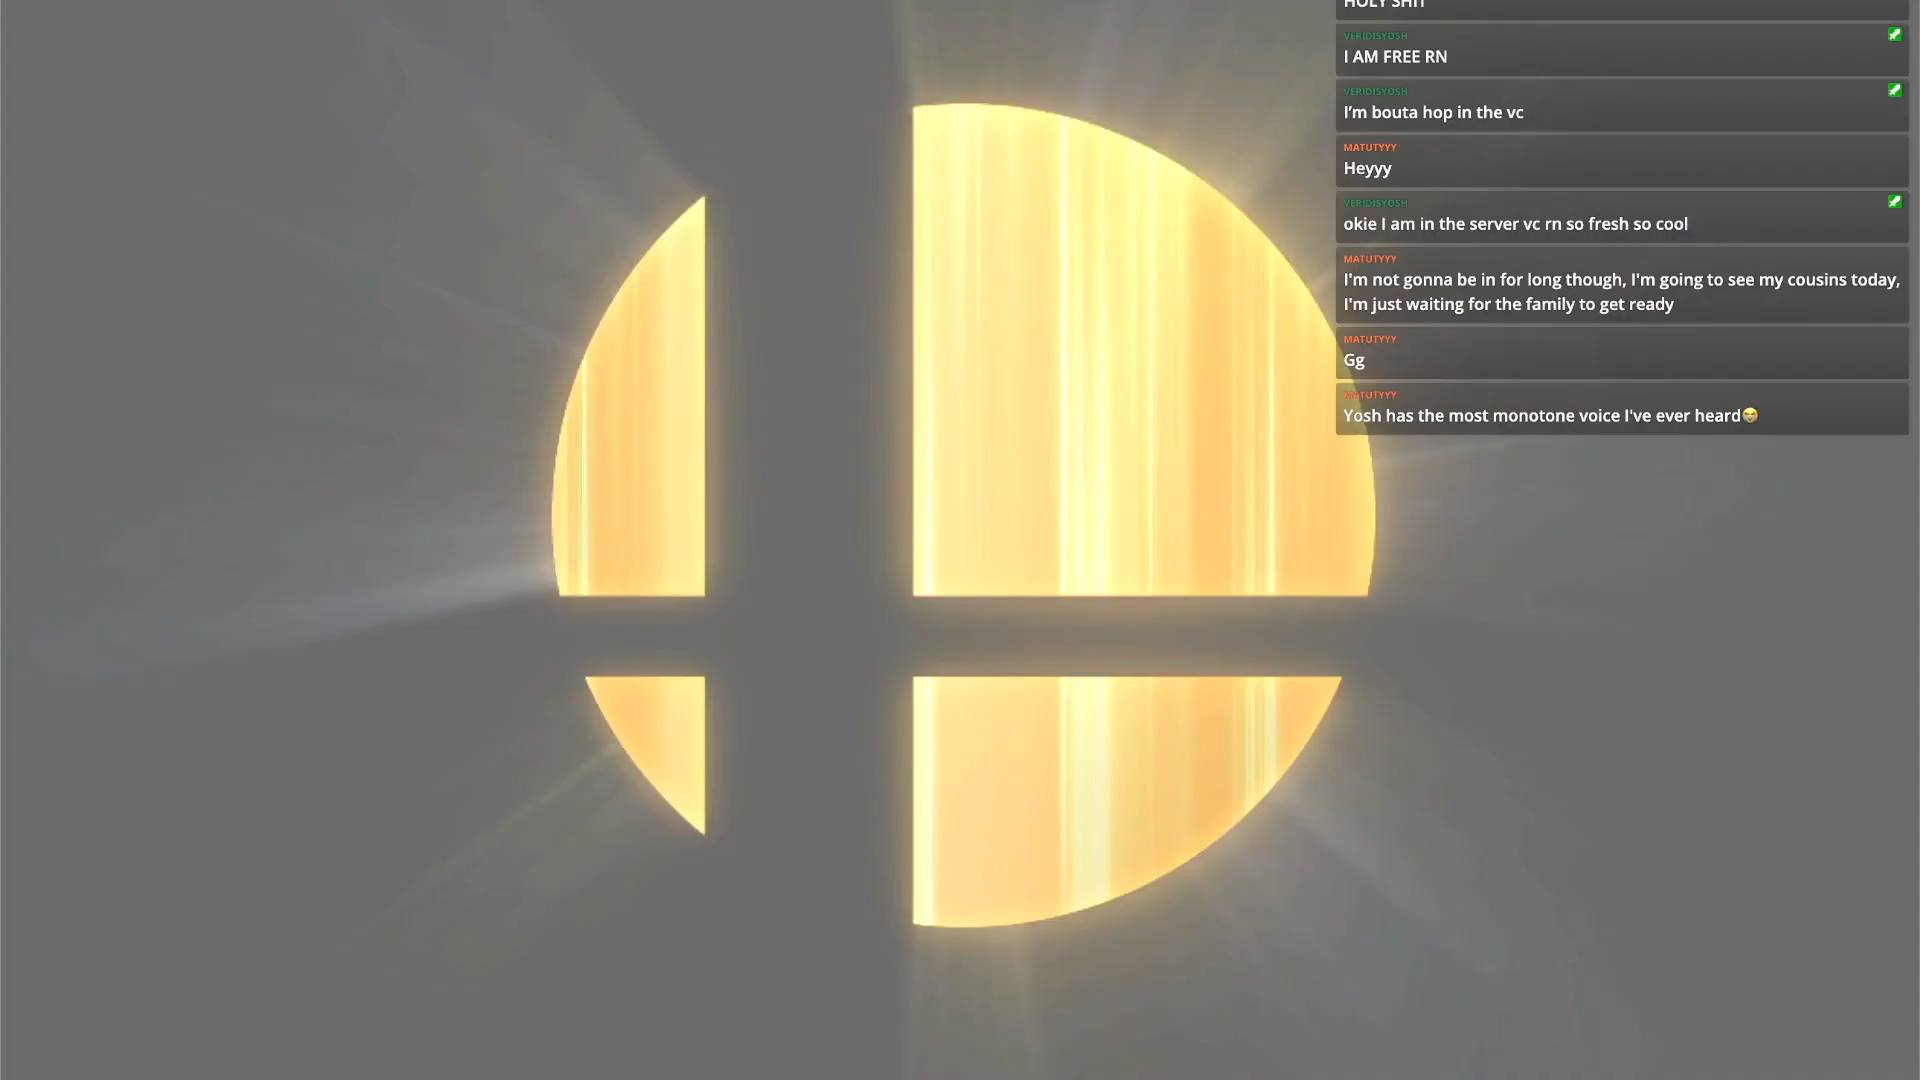 HOLY SHIT
VERIDISYOSH
I AM FREE RN
VERIDISYOSH
I’m bouta hop in the vc
MATUTYYY
Heyyy
VERIDISYOSH
okie I am in the server vc rn so fresh so cool
MATUTYYY
I'm not gonna be in for long though, I'm going to see my cousins today,
I'm just waiting for the family to get ready
MATUTYYY
Gg
MATUTYYY
Yosh has the most monotone voice I've ever heard😭